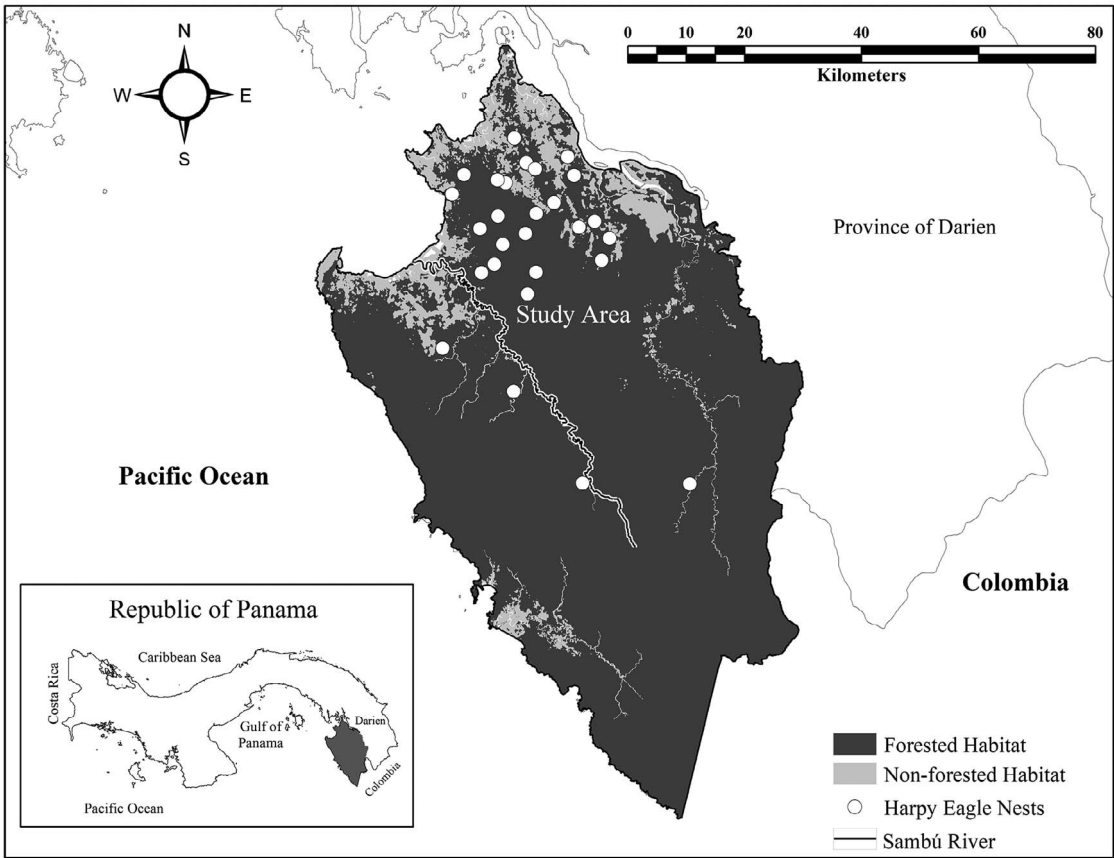 N
W E
S
0 10 20 40 60 80
Kilometers
Province of Darien
Study Area
Pacific Ocean
Colombia
Republic of Panama
Caribbean Sea
Costa Rica
Gulf of
Panama
Darien
Colombia
Pacific Ocean
Forested Habitat
Non-forested Habitat
Harpy Eagle Nests
Sambú River